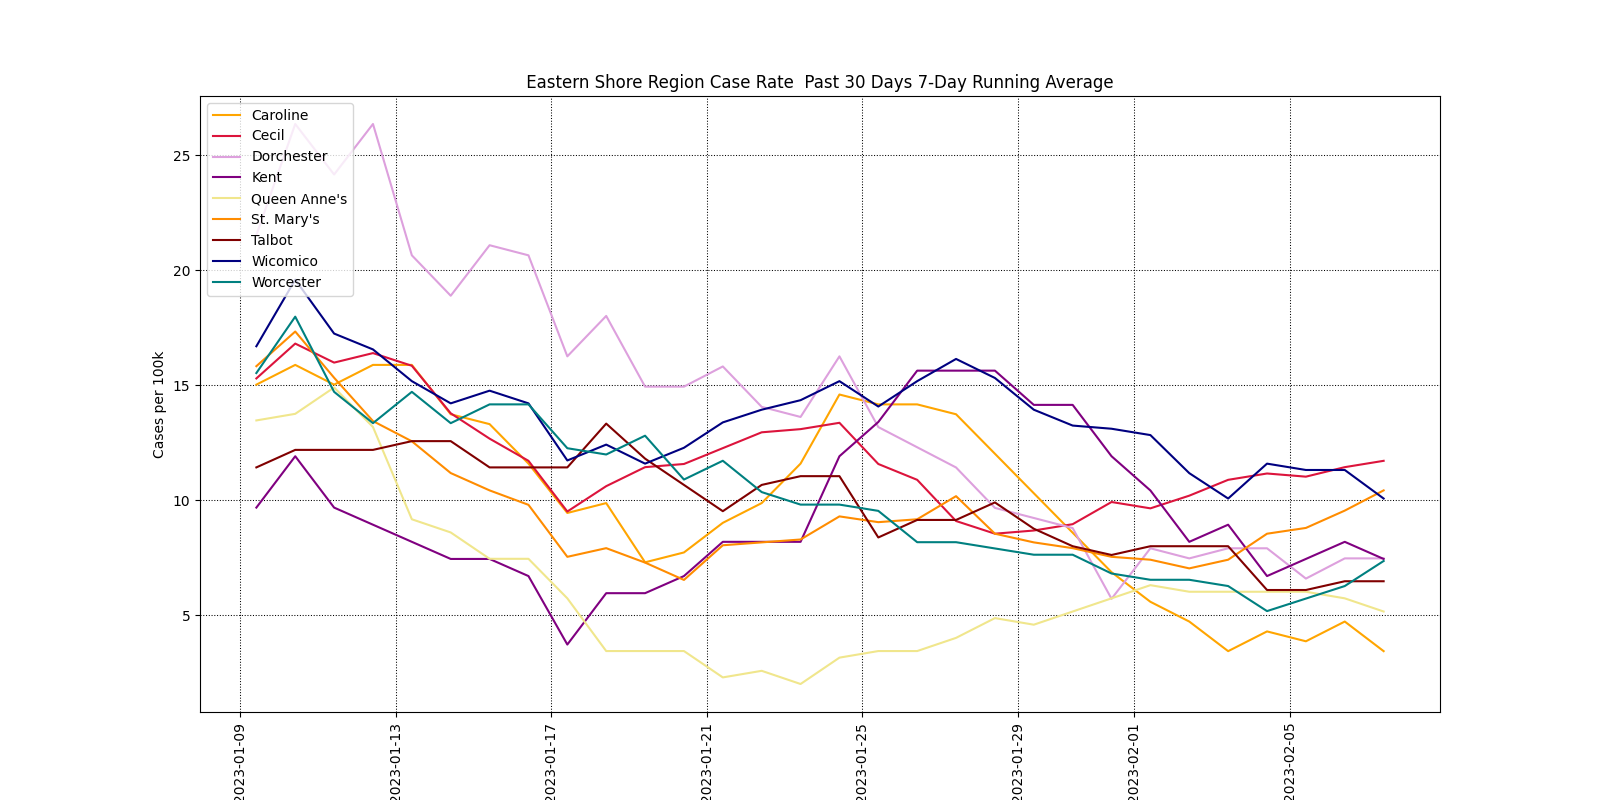 Eastern Shore Region Case Rate  Past 30 Days 7-Day Running Average
Caroline
Cecil
Dorchester
Kent
Queen Anne's
St. Mary's
Talbot
Wicomico
Worcester
Cases per 100k
25
20
15
10
5
2023-01-09
2023-01-13
2023-01-17
2023-01-21
2023-01-25
2023-01-29
2023-02-01
2023-02-05